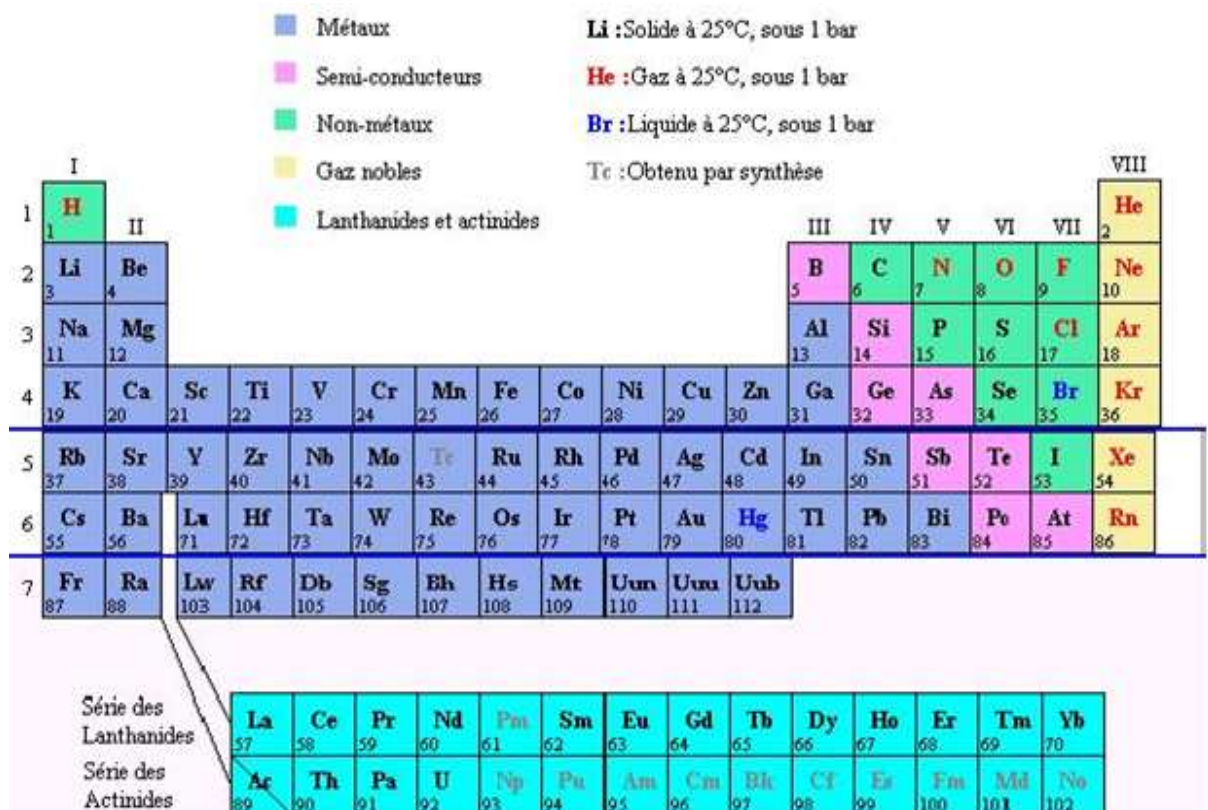 Métaux Li :Solide à 25°C, sous 1 bar
Semi-conducteurs He :Gaz à 25°C, sous 1 bar
Non-métaux Br :Liquide à 25°C, sous 1 bar
Gaz nobles Tc :Obtenu par synthèse
Lanthanides et actinides
I VIII
1 H He
1 II III IV V VI VII 2
2 Li Be B C N O F Ne
3 4 5 6 7 8 9 10
3 Na Mg Al Si P S Cl Ar
11 12 13 14 15 16 17 18
4 K Ca Sc Ti V Cr Mn Fe Co Ni Cu Zn Ga Ge As Se Br Kr
19 20 21 22 23 24 25 26 27 28 29 30 31 32 33 34 35 36
5 Rb Sr Y Zr Nb Mo Tc Ru Rh Pd Ag Cd In Sn Sb Te I Xe
37 38 39 40 41 42 43 44 45 46 47 48 49 50 51 52 53 54
6 Cs Ba Lu Hf Ta W Re Os Ir Pt Au Hg Tl Pb Bi Po At Rn
55 56 71 72 73 74 75 76 77 78 79 80 81 82 83 84 85 86
7 Fr Ra Lw Rf Db Sg Bh Hs Mt Uun Uuu Uub
87 88 103 104 105 106 107 108 109 110 111 112
Série des
Lanthanides
La Ce Pr Nd Pm Sm Eu Gd Tb Dy Ho Er Tm Yb
57 58 59 60 61 62 63 64 65 66 67 68 69 70
Série des
Actinides
Ac Th Pa U Np Pu Am Cm Bk Cf Es Fm Md No
89 90 91 92 93 94 95 96 97 98 99 100 101 102